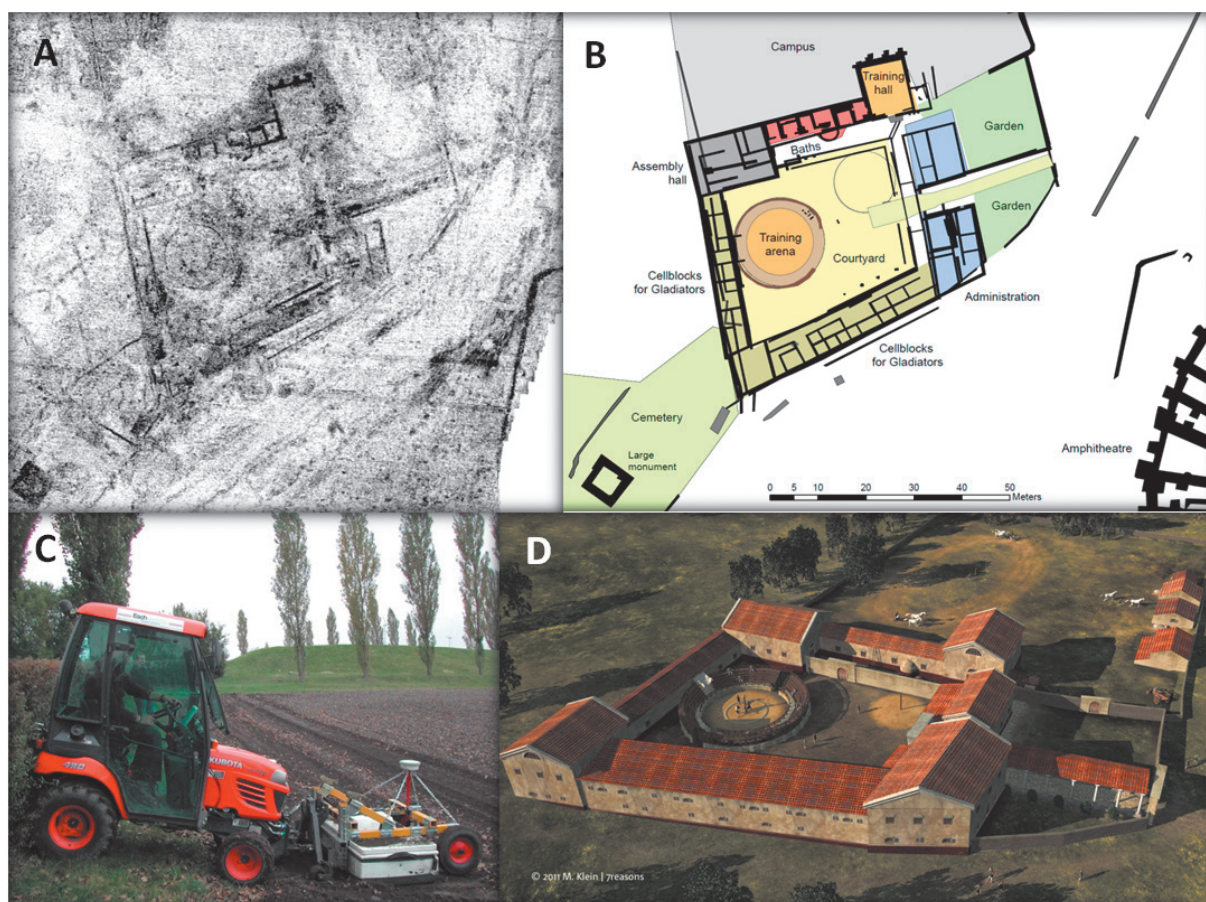 A
B
Campus
Training
hall
Garden
Baths
Assembly
hall
Garden
Training
arena
Courtyard
Cellblocks
for Gladiators
Administration
Cellblocks
for Gladiators
Cemetery
Large
monument
Amphitheatre
0 5 10 20 30 40 50
Meters
C
KUBOTA
D
© 2011 M. Klein | 7reasons